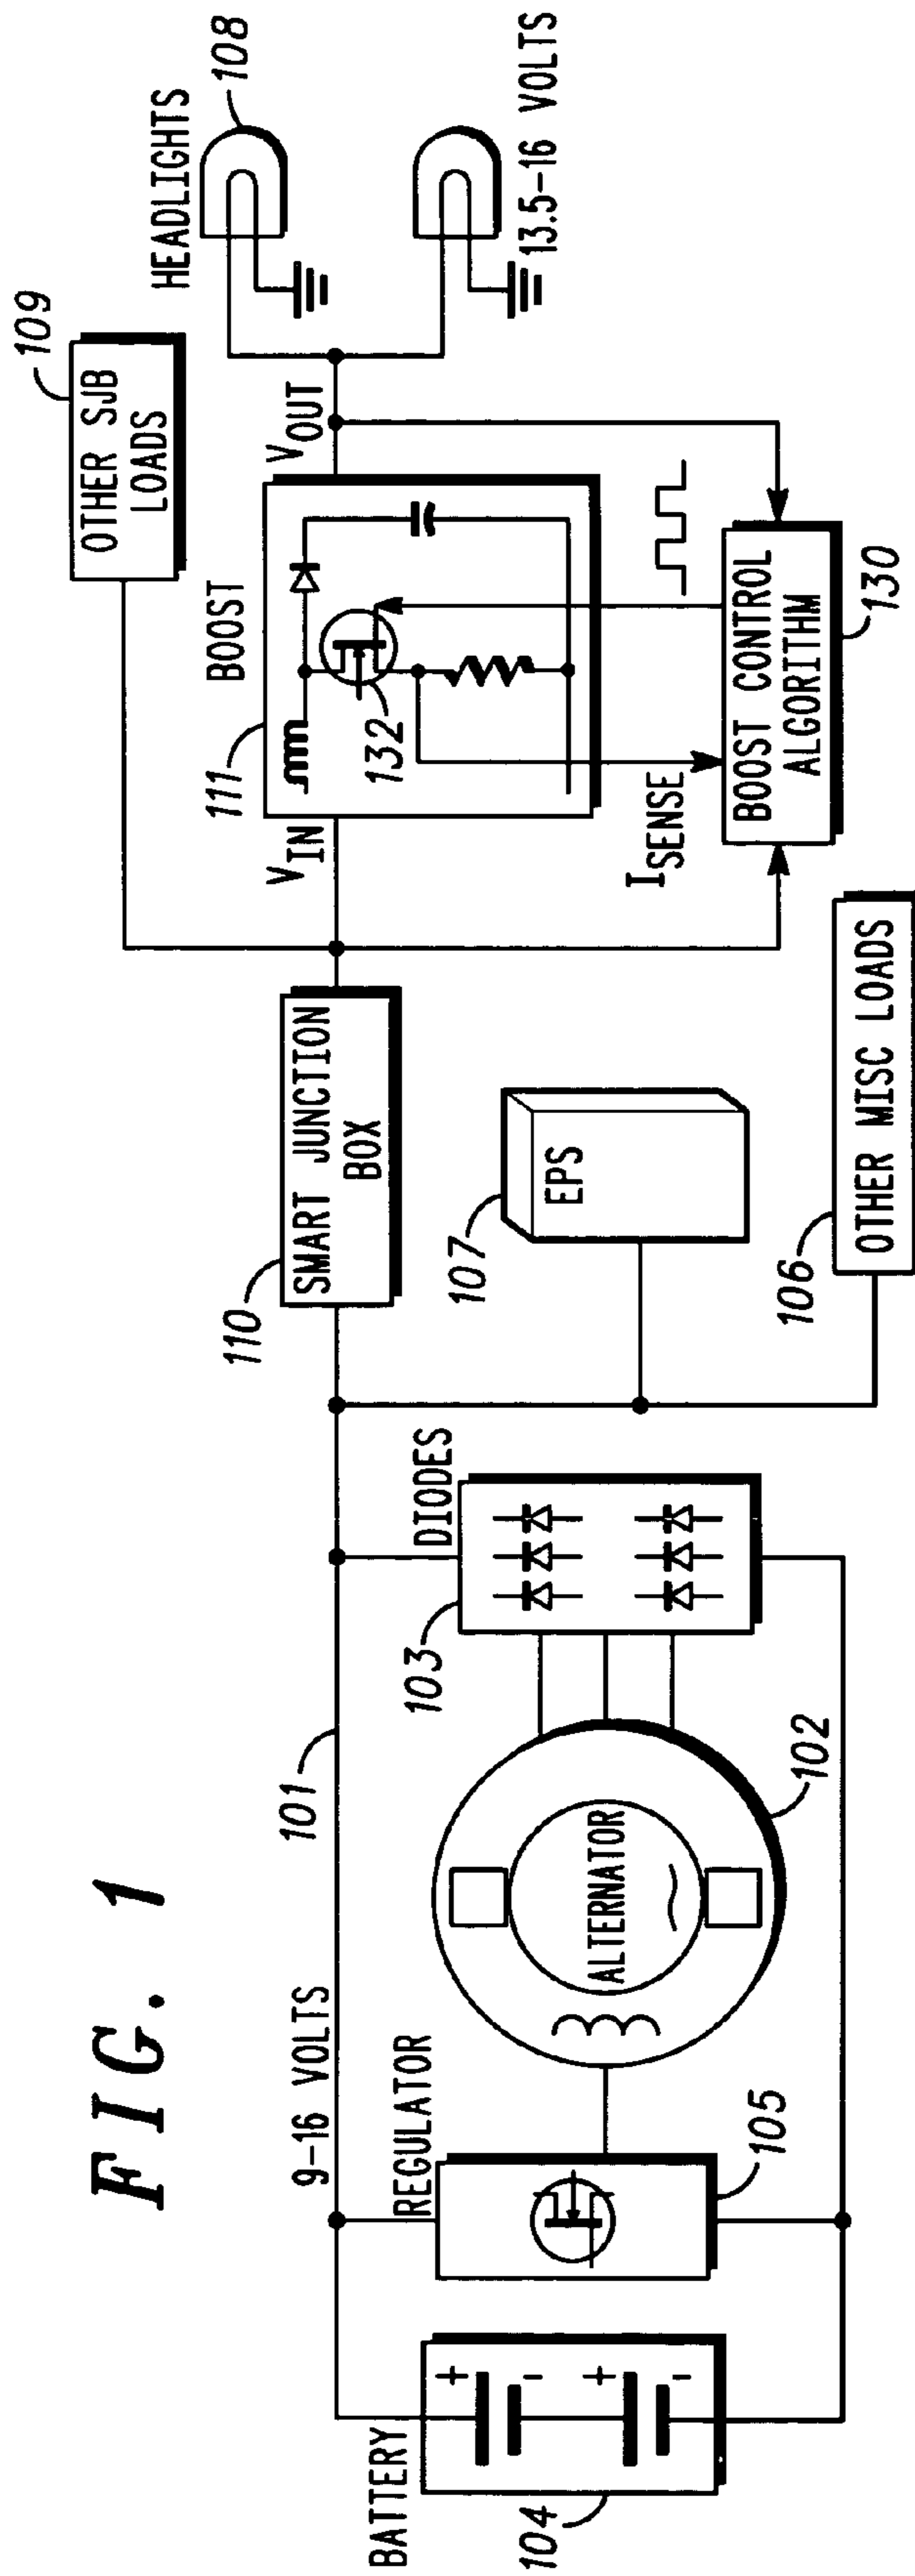 FIG. 1
BATTERY
104
9-16 VOLTS
REGULATOR
105
101
ALTERNATOR
102
DIODES
103
110
SMART JUNCTION
BOX
107
EPS
106
OTHER MISC LOADS
109
OTHER SJB
LOADS
111
BOOST
VIN
VOUT
132
ISENSE
BOOST CONTROL
ALGORITHM
130
HEADLIGHTS
108
13.5-16 VOLTS
+
-
+
-